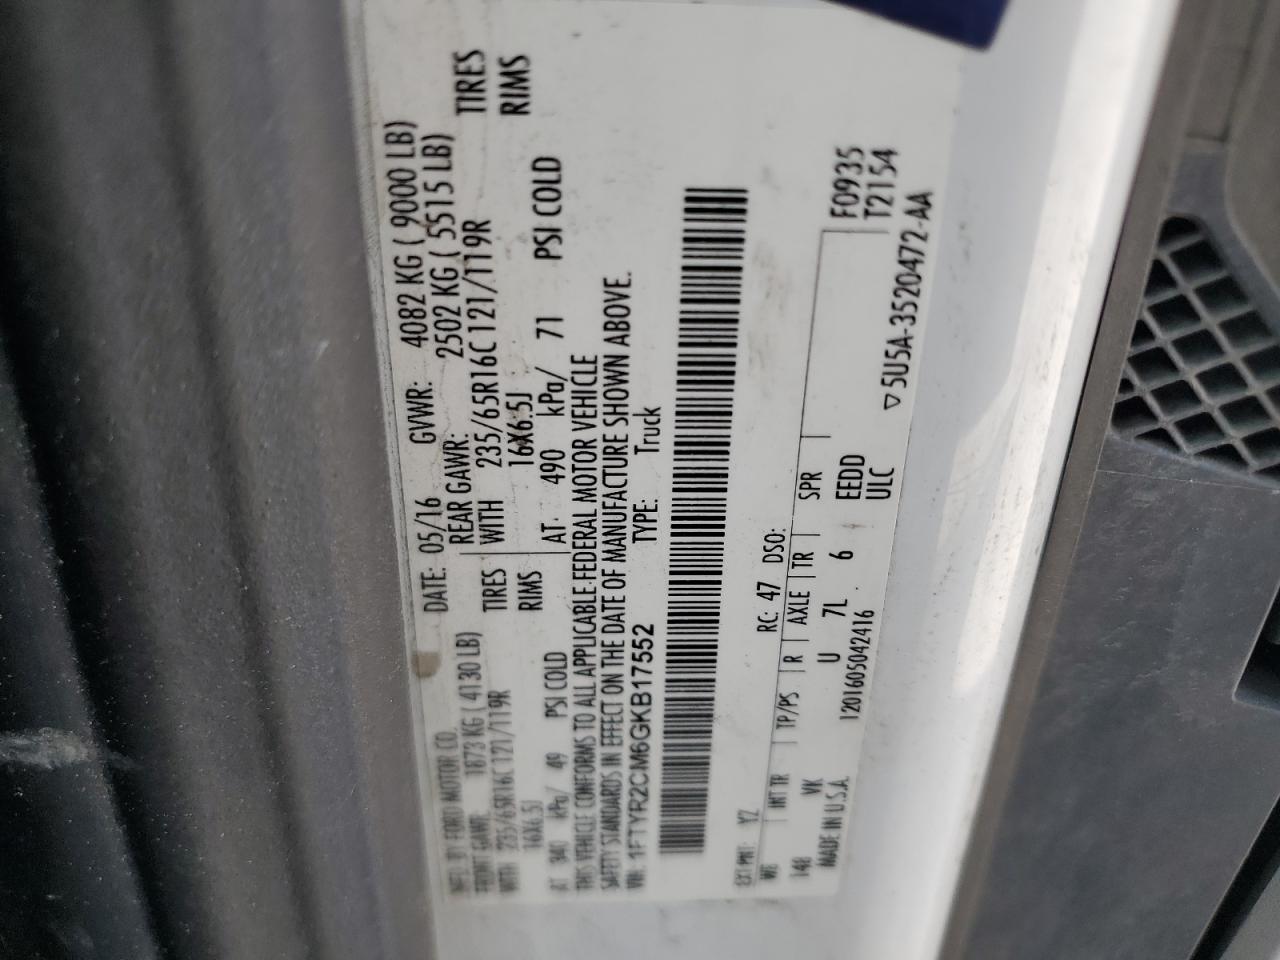 MFD. BY FORD MOTOR CO. DATE: 05/16 GVWR: 4082 KG ( 9000 LB)
FRONT GAWR: 1873 KG ( 4130 LB) REAR GAWR: 2502 KG ( 5515 LB)
WITH 235/65R16C 121/119R TIRES WITH 235/65R16C 121/119R TIRES
16X6.5J RIMS 16X6.5J RIMS
AT 340 kPa/ 49 PSI COLD AT 490 kPa/ 71 PSI COLD
THIS VEHICLE CONFORMS TO ALL APPLICABLE FEDERAL MOTOR VEHICLE
SAFETY STANDARDS IN EFFECT ON THE DATE OF MANUFACTURE SHOWN ABOVE.
VIN: 1FTYR2CM6GKB17552 TYPE: Truck
EXT PNT: YZ RC: 47 DSO:
WB INT TR TP/PS R AXLE TR SPR
148 VK U 7L 6 EEDD F0935
MADE IN U.S.A. 1201605042416 ULC T2154
▽5U5A-3520472-AA